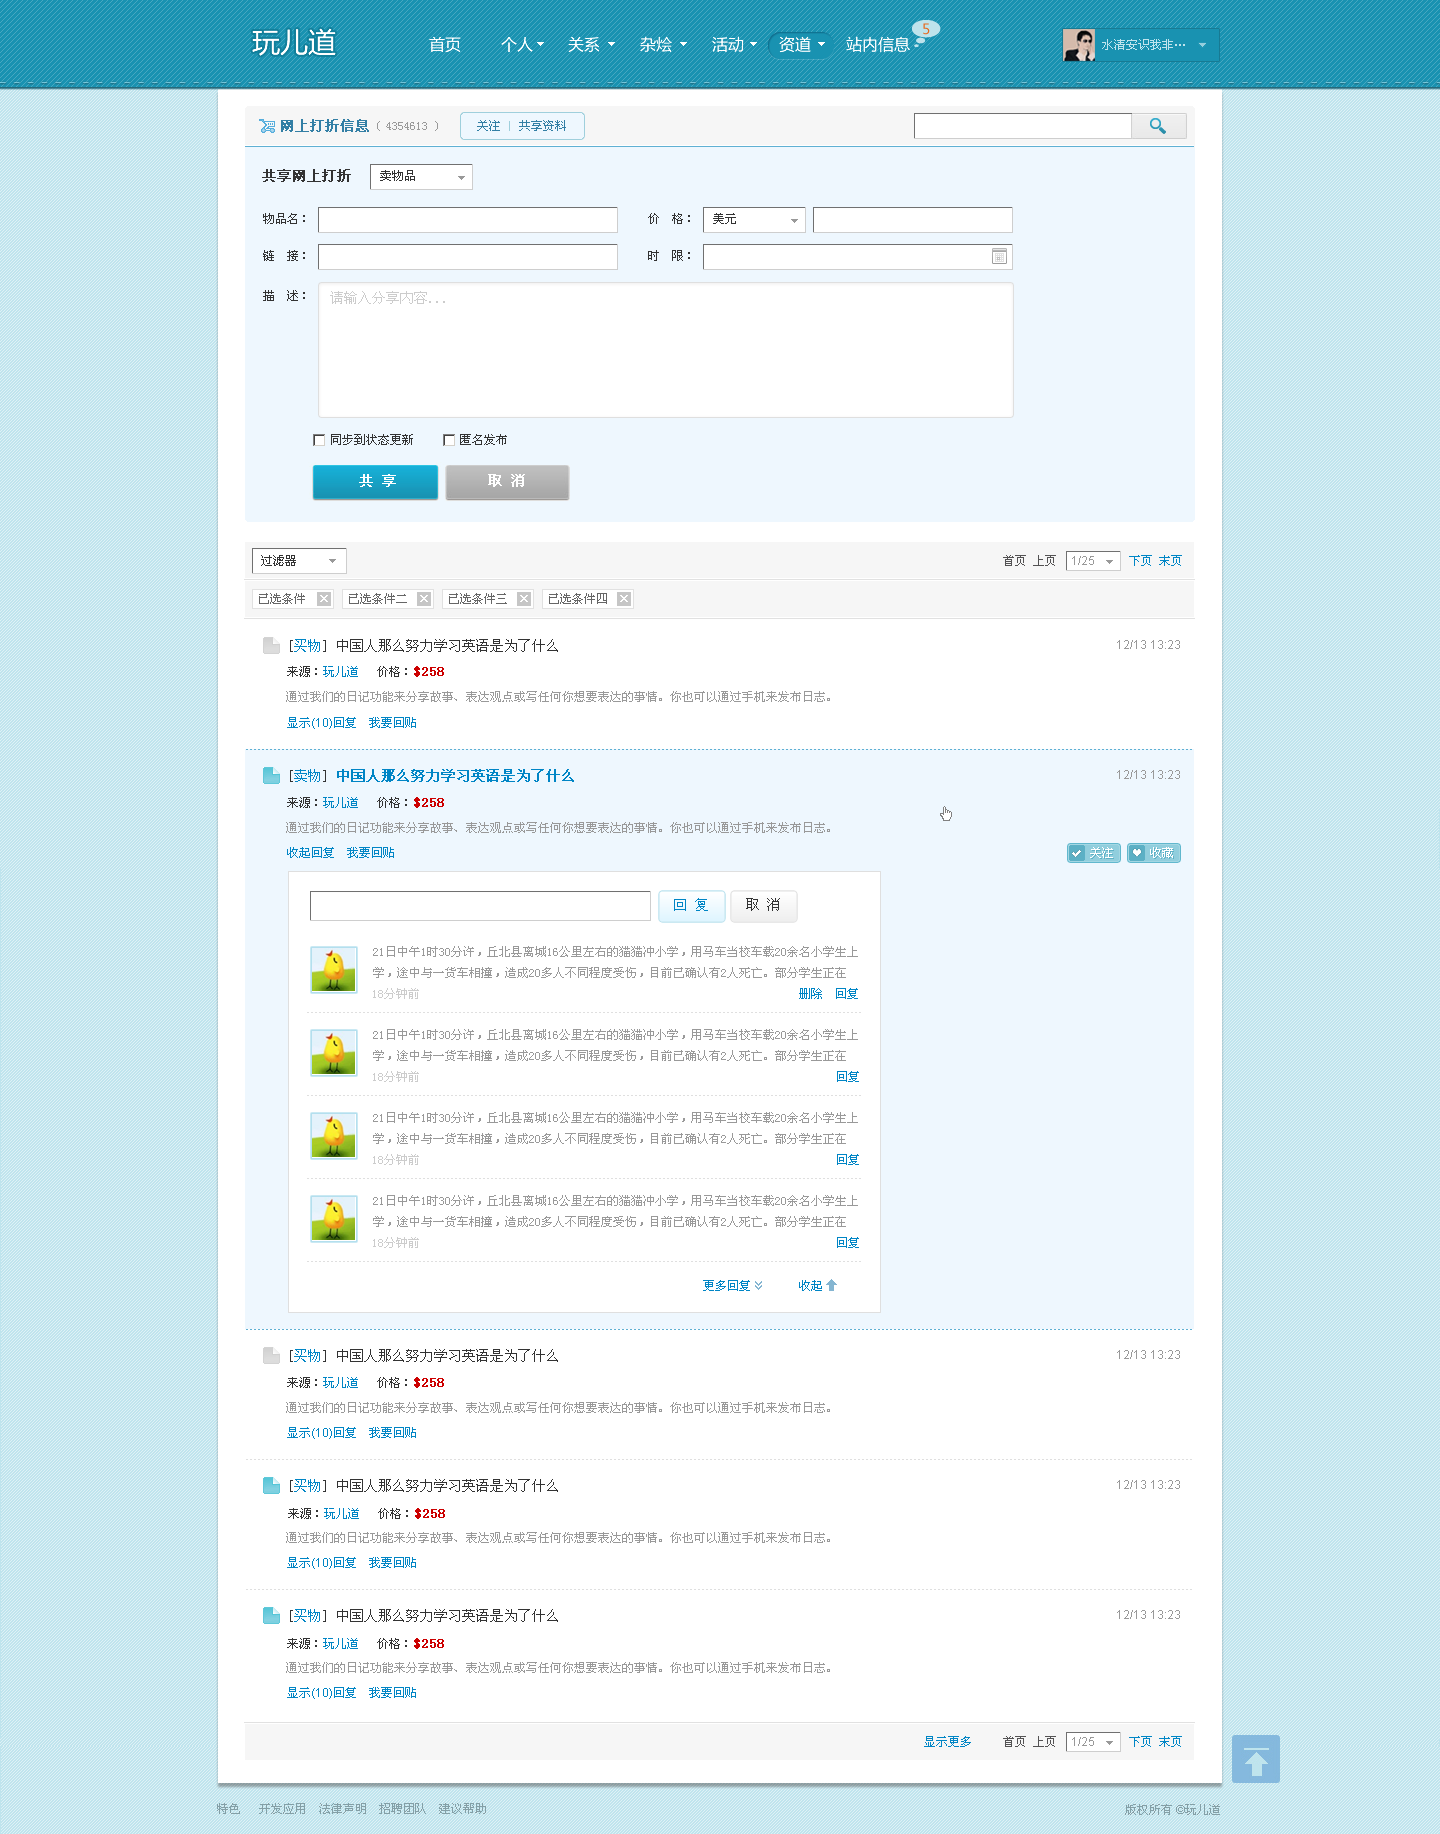 玩儿道 首页 个人 关系 杂烩 活动 资道 站内信息 5 水清安识我非···
网上打折信息 ( 4354613 ) 关注 | 共享资料
共享网上打折 卖物品
物品名： 价 格： 美元
链 接： 时 限：
描 述： 请输入分享内容...
同步到状态更新 匿名发布
共 享 取 消
过滤器 首页 上页 1/25 下页 末页
已选条件 已选条件二 已选条件三 已选条件四
[买物] 中国人那么努力学习英语是为了什么 12/13 13:23
来源：玩儿道 价格：$258
通过我们的日记功能来分享故事、表达观点或写任何你想要表达的事情。你也可以通过手机来发布日志。
显示(10)回复 我要回贴
[卖物] 中国人那么努力学习英语是为了什么 12/13 13:23
来源：玩儿道 价格：$258
通过我们的日记功能来分享故事、表达观点或写任何你想要表达的事情。你也可以通过手机来发布日志。
收起回复 我要回贴 关注 收藏
回 复 取 消
21日中午1时30分许，丘北县离城16公里左右的猫猫冲小学，用马车当校车载20余名小学生上
学，途中与一货车相撞，造成20多人不同程度受伤，目前已确认有2人死亡。部分学生正在
18分钟前 删除 回复
21日中午1时30分许，丘北县离城16公里左右的猫猫冲小学，用马车当校车载20余名小学生上
学，途中与一货车相撞，造成20多人不同程度受伤，目前已确认有2人死亡。部分学生正在
18分钟前 回复
21日中午1时30分许，丘北县离城16公里左右的猫猫冲小学，用马车当校车载20余名小学生上
学，途中与一货车相撞，造成20多人不同程度受伤，目前已确认有2人死亡。部分学生正在
18分钟前 回复
21日中午1时30分许，丘北县离城16公里左右的猫猫冲小学，用马车当校车载20余名小学生上
学，途中与一货车相撞，造成20多人不同程度受伤，目前已确认有2人死亡。部分学生正在
18分钟前 回复
更多回复 收起
[买物] 中国人那么努力学习英语是为了什么 12/13 13:23
来源：玩儿道 价格：$258
通过我们的日记功能来分享故事、表达观点或写任何你想要表达的事情。你也可以通过手机来发布日志。
显示(10)回复 我要回贴
[买物] 中国人那么努力学习英语是为了什么 12/13 13:23
来源：玩儿道 价格：$258
通过我们的日记功能来分享故事、表达观点或写任何你想要表达的事情。你也可以通过手机来发布日志。
显示(10)回复 我要回贴
[买物] 中国人那么努力学习英语是为了什么 12/13 13:23
来源：玩儿道 价格：$258
通过我们的日记功能来分享故事、表达观点或写任何你想要表达的事情。你也可以通过手机来发布日志。
显示(10)回复 我要回贴
显示更多 首页 上页 1/25 下页 末页
特色 开发应用 法律声明 招聘团队 建议帮助 版权所有 ©玩儿道